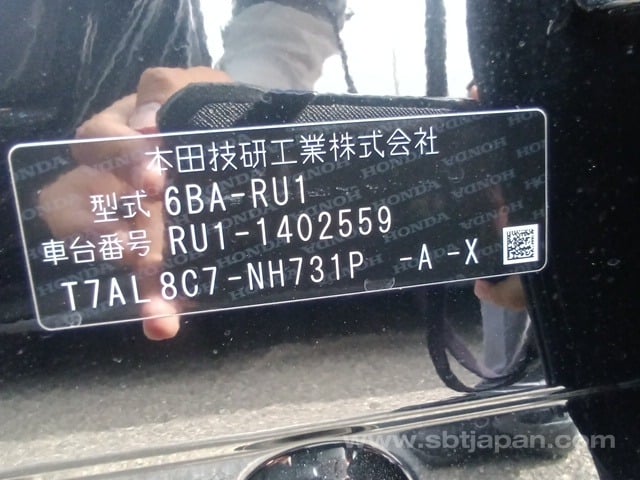 本田技研工業株式会社
型式 6BA-RU1
車台番号 RU1-1402559
T7AL 8C7-NH731P -A -X
www.sbtjapan.com